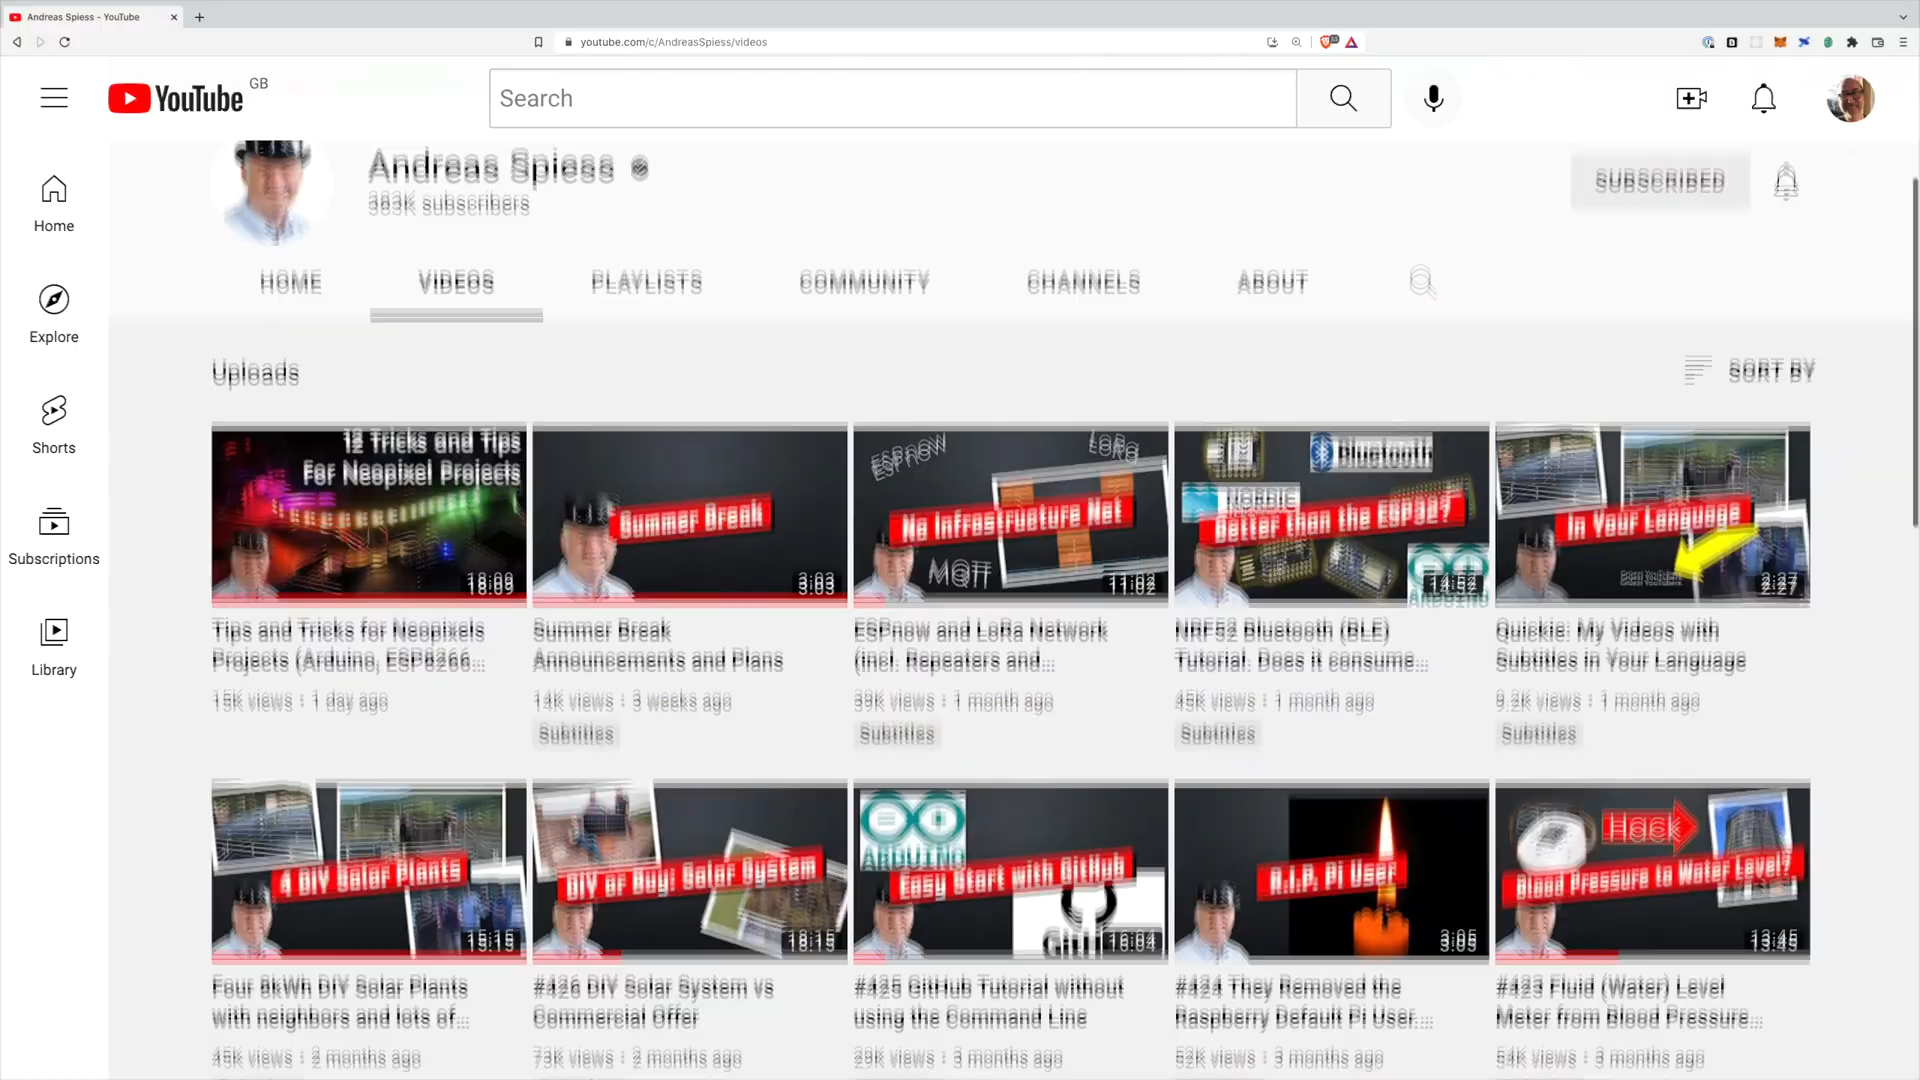 Andreas Spiess - YouTube
youtube.com/c/AndreasSpiess/videos
YouTube GB
Search
Home
Explore
Shorts
Subscriptions
Library
Andreas Spiess
383K subscribers
SUBSCRIBED
HOME VIDEOS PLAYLISTS COMMUNITY CHANNELS ABOUT
Uploads
SORT BY
12 Tricks and Tips
For Neopixel Projects
18:09
Summer Break
3:03
ESPnow
LoRa
No Infrastructure Net
MQTT
11:02
Bluetooth
NORDIC
Better than the ESP32?
14:52
ARDUINO
In Your Language
2:27
Tips and Tricks for Neopixels
Projects (Arduino, ESP8266...
15K views • 1 day ago
Summer Break
Announcements and Plans
14K views • 3 weeks ago
Subtitles
ESPnow and LoRa Network
(incl. Repeaters and...
39K views • 1 month ago
Subtitles
NRF52 Bluetooth (BLE)
Tutorial. Does it consume...
45K views • 1 month ago
Subtitles
Quickie: My Videos with
Subtitles in Your Language
9.2K views • 1 month ago
Subtitles
4 DIY Solar Plants
15:15
DIY or Buy: Solar System
18:15
ARDUINO
Easy Start with GitHub
16:04
R.I.P. Pi User
3:05
Hack
Blood Pressure to Water Level?
13:45
Four 8kWh DIY Solar Plants
with neighbors and lots of...
45K views • 2 months ago
#426 DIY Solar System vs
Commercial Offer
73K views • 2 months ago
#425 GitHub Tutorial without
using the Command Line
29K views • 3 months ago
#424 They Removed the
Raspberry Default Pi User....
52K views • 3 months ago
#423 Fluid (Water) Level
Meter from Blood Pressure...
54K views • 3 months ago